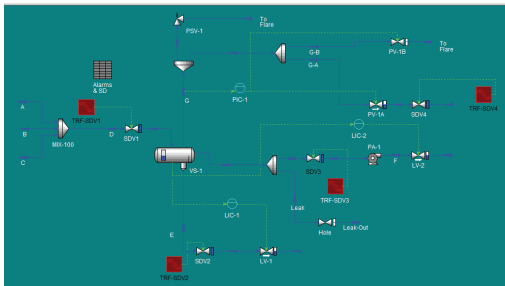 PSV-1
To
Flare
G-B
PV-1B
To
Flare
G-A
Alarms
& SD
G
PIC-1
PV-1A
SDV4
TRF-SDV4
A
TRF-SDV1
LIC-2
B
D
SDV1
MIX-100
C
VS-1
SDV3
PA-1
F
LV-2
TRF-SDV3
LIC-1
Leak
Hole
Leak-Out
E
SDV2
LV-1
TRF-SDV2